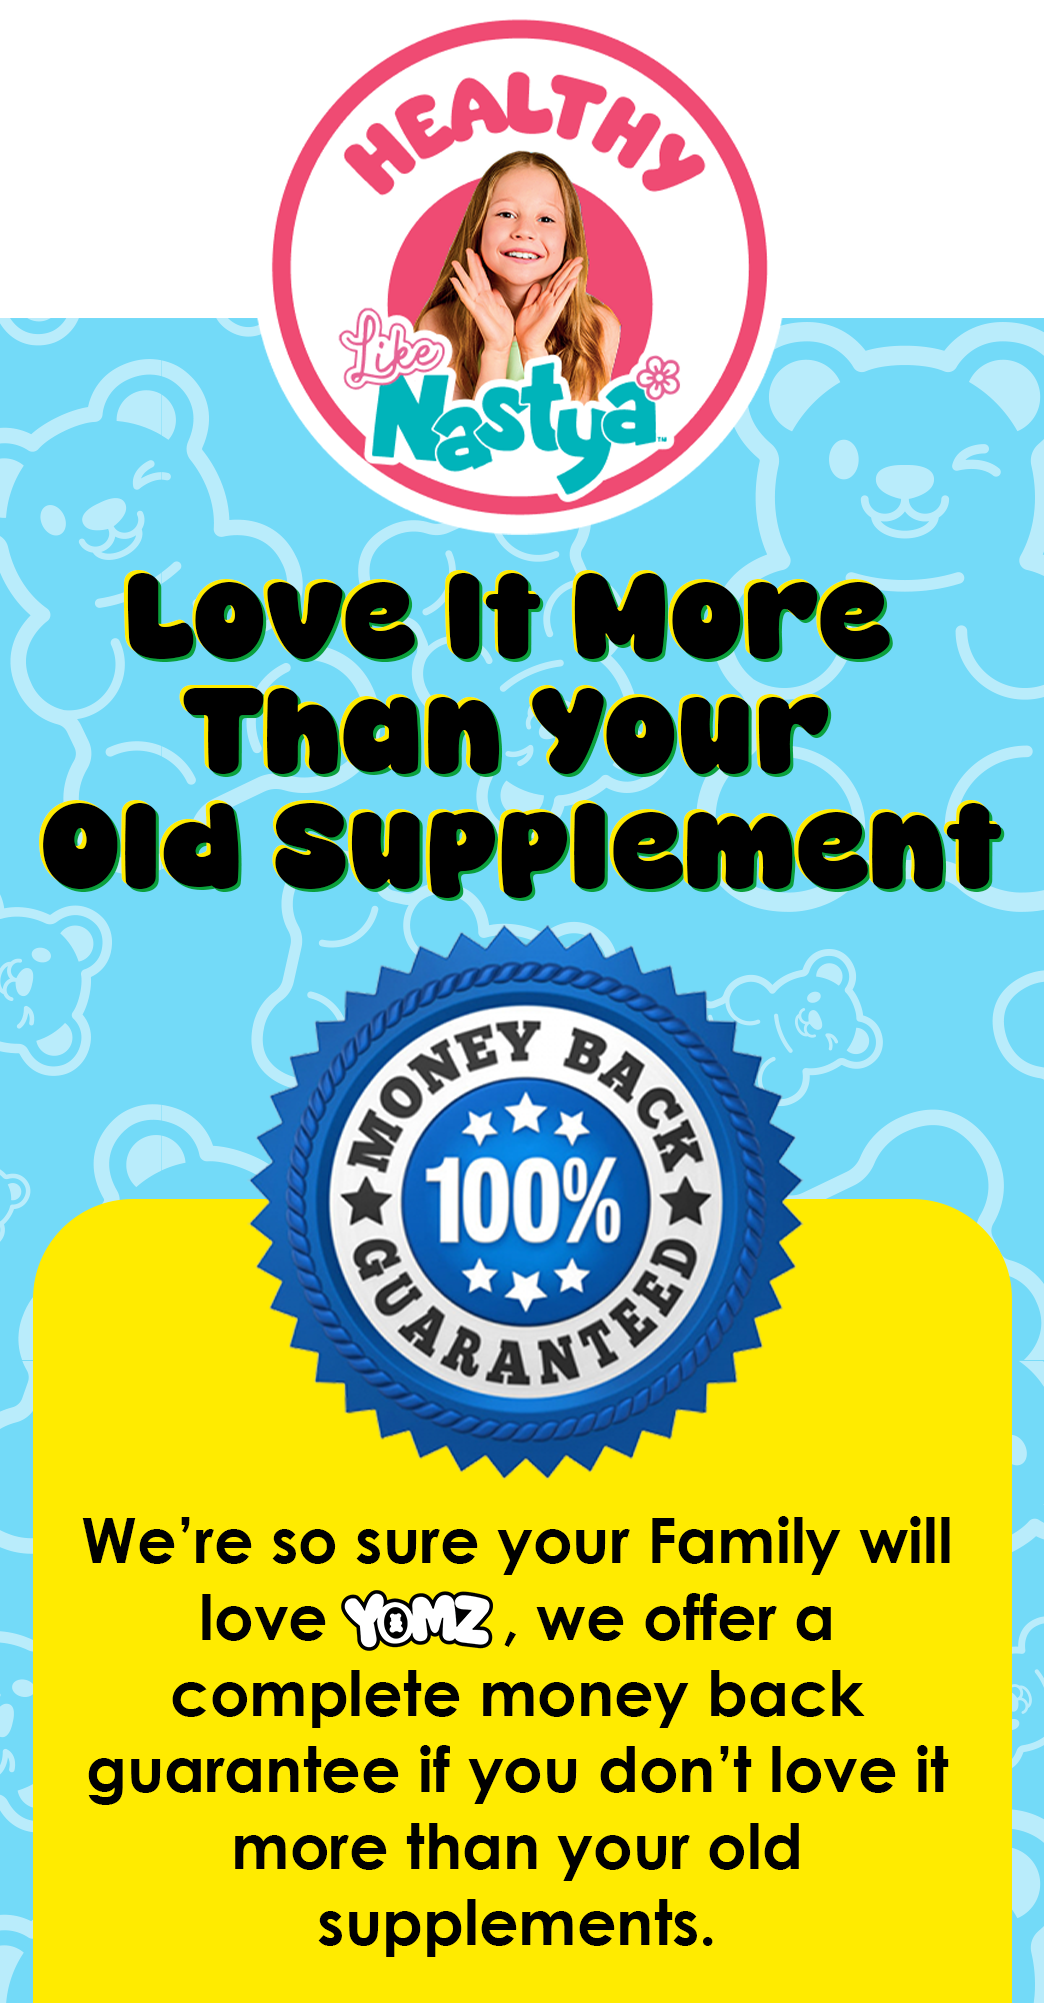 HEALTHY
Like
Nastya™
Love It More
Than Your
Old Supplement
MONEY BACK
100%
GUARANTEED
We’re so sure your Family will
love YOMZ , we offer a
complete money back
guarantee if you don’t love it
more than your old
supplements.